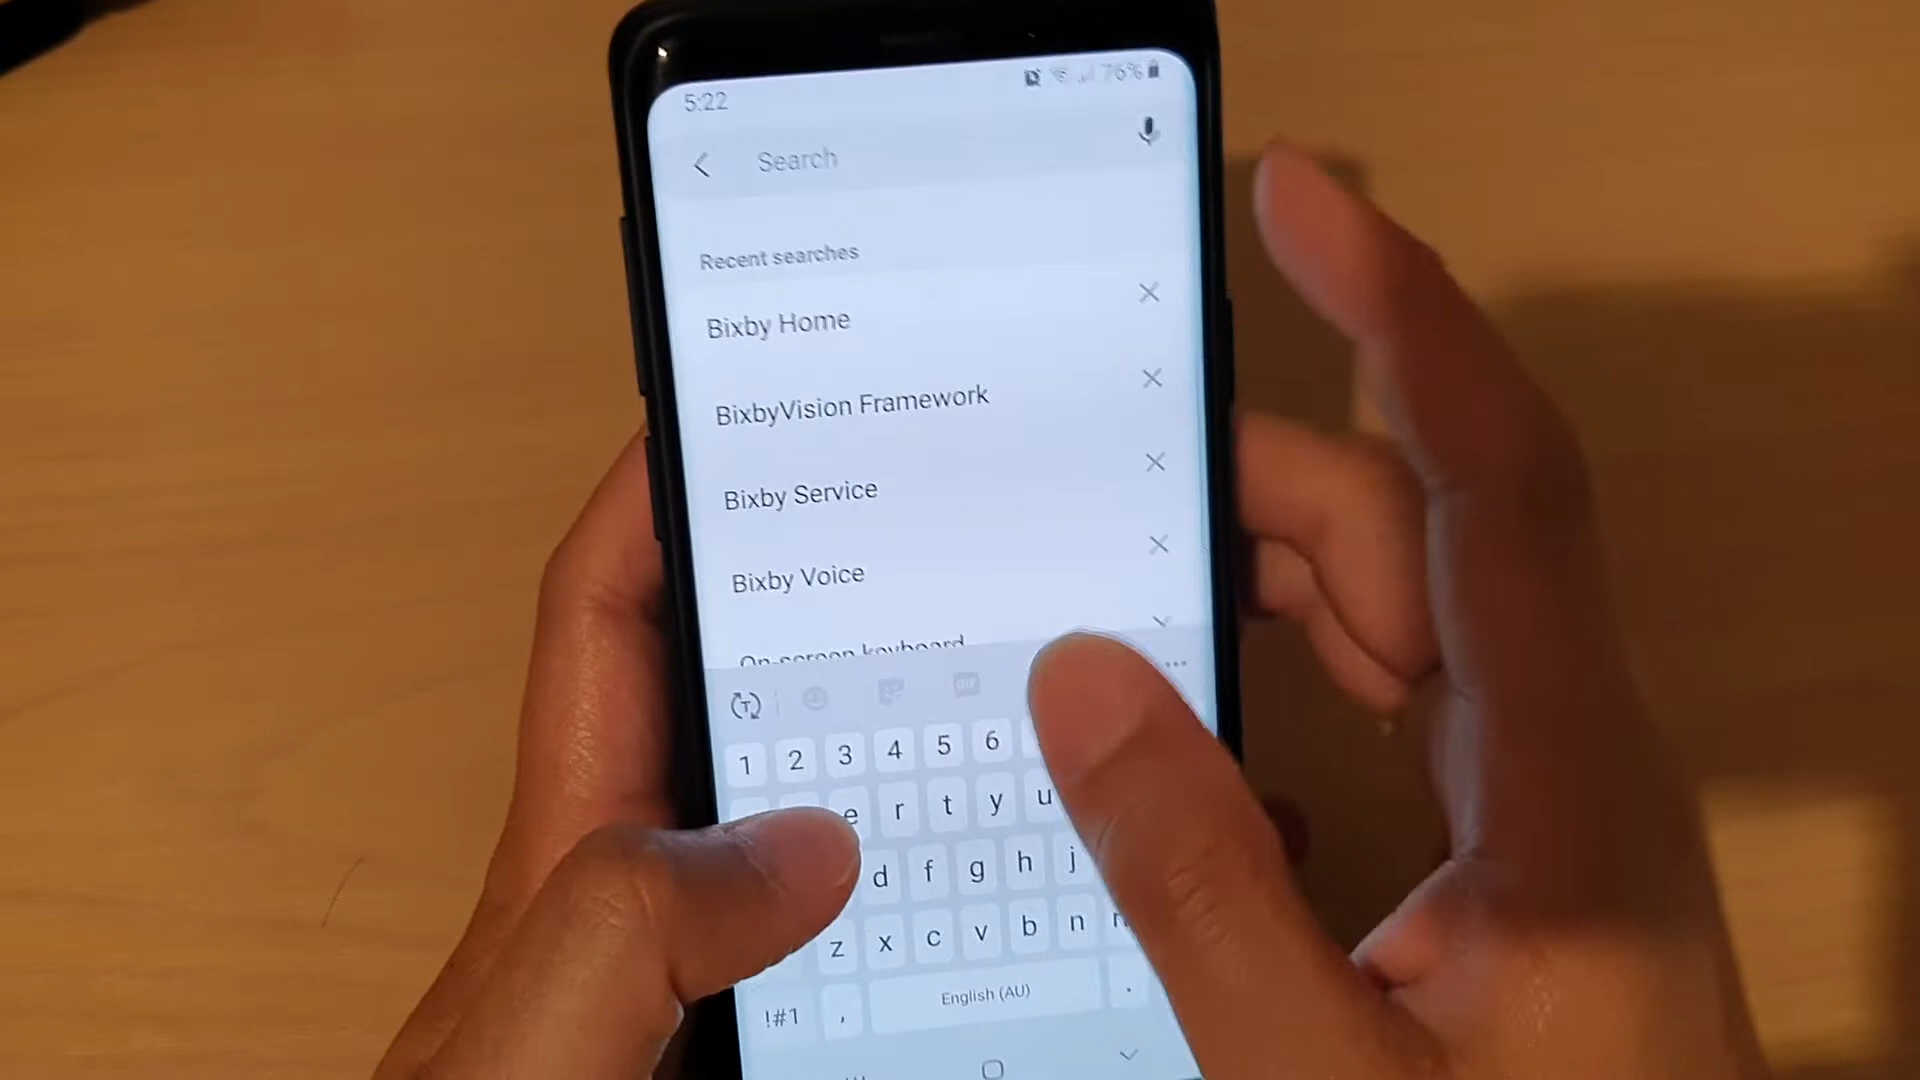 5:22
76%
Search
Recent searches
Bixby Home
BixbyVision Framework
Bixby Service
Bixby Voice
On-screen keyboard
GIF
1 2 3 4 5 6
e r t y u
d f g h j
z x c v b n
!#1 , English (AU) .